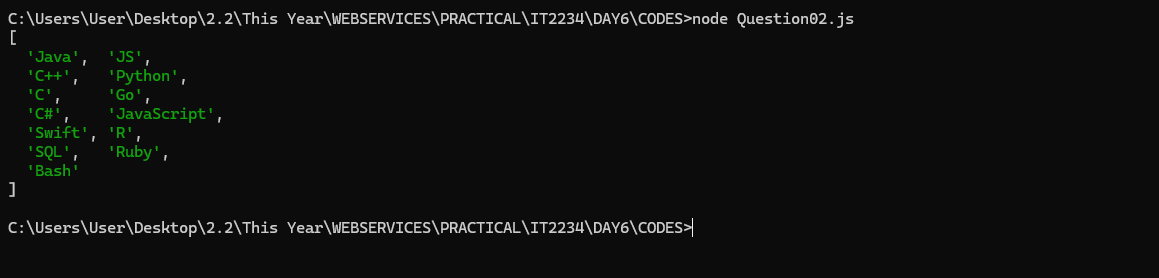 C:\Users\User\Desktop\2.2\This Year\WEBSERVICES\PRACTICAL\IT2234\DAY6\CODES>node Question02.js
[
  'Java',  'JS',
  'C++',   'Python',
  'C',     'Go',
  'C#',    'JavaScript',
  'Swift', 'R',
  'SQL',   'Ruby',
  'Bash'
]
C:\Users\User\Desktop\2.2\This Year\WEBSERVICES\PRACTICAL\IT2234\DAY6\CODES>